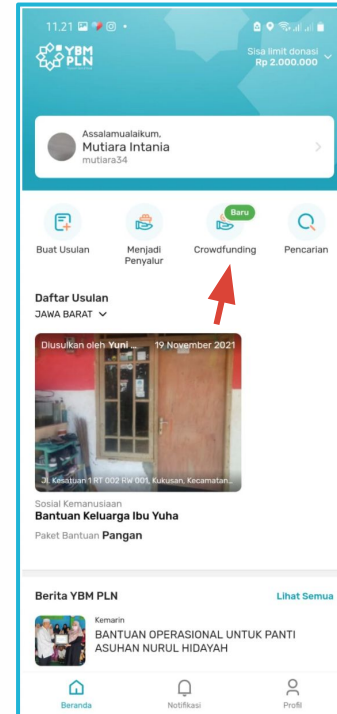 11.21
YBM
PLN
Sisa limit donasi
Rp 2.000.000
Assalamualaikum,
Mutiara Intania
mutiara34
Baru
Buat Usulan
Menjadi
Penyalur
Crowdfunding
Pencarian
Daftar Usulan
JAWA BARAT
Diusulkan oleh Yuni ...
19 November 2021
Jl. Kesatuan 1 RT 002 RW 001, Kukusan, Kecamatan...
Sosial Kemanusiaan
Bantuan Keluarga Ibu Yuha
Paket Bantuan Pangan
Berita YBM PLN
Lihat Semua
Kemarin
BANTUAN OPERASIONAL UNTUK PANTI
ASUHAN NURUL HIDAYAH
Beranda
Notifikasi
Profil